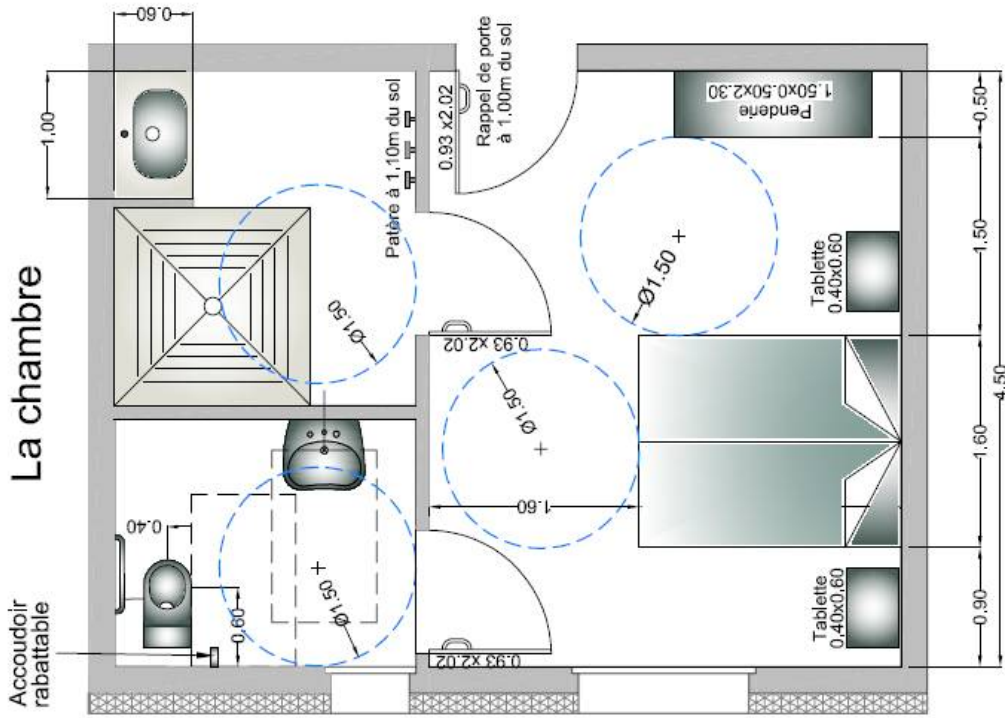 La chambre
0.60
1.00
Accoudoir
rabattable
0.40
0.60
Ø1.50
Ø1.50
Patère à 1,10m du sol
0.93 x2.02
Rappel de porte
à 1.00m du sol
Penderie
1.50x0.50x2.30
0.93 x2.02
Ø1.50
Ø1.50
1.60
0.93 x2.02
Tablette
0.40x0.60
Tablette
0,40x0,60
0.50
1.50
1.60
0.90
4.50